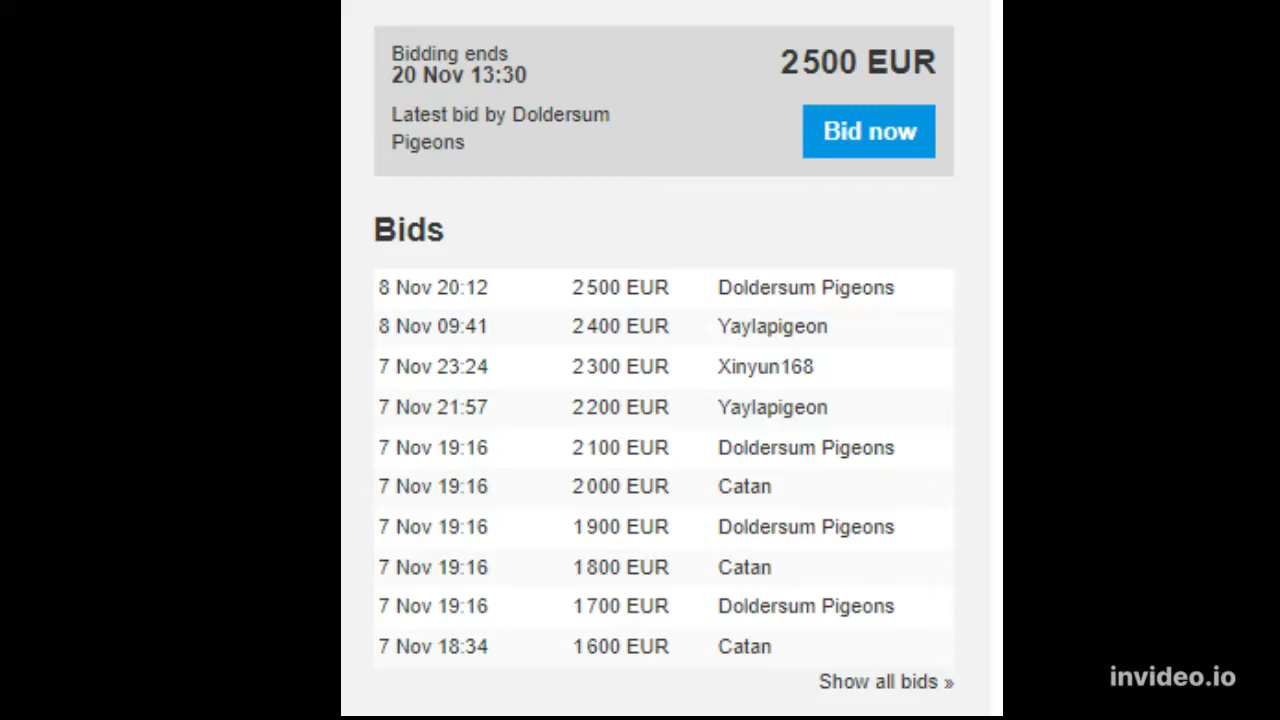 Bidding ends
20 Nov 13:30
2500 EUR
Latest bid by Doldersum
Pigeons
Bid now
Bids
8 Nov 20:12 2500 EUR Doldersum Pigeons
8 Nov 09:41 2400 EUR Yaylapigeon
7 Nov 23:24 2300 EUR Xinyun168
7 Nov 21:57 2200 EUR Yaylapigeon
7 Nov 19:16 2100 EUR Doldersum Pigeons
7 Nov 19:16 2000 EUR Catan
7 Nov 19:16 1900 EUR Doldersum Pigeons
7 Nov 19:16 1800 EUR Catan
7 Nov 19:16 1700 EUR Doldersum Pigeons
7 Nov 18:34 1600 EUR Catan
Show all bids »
invideo.io